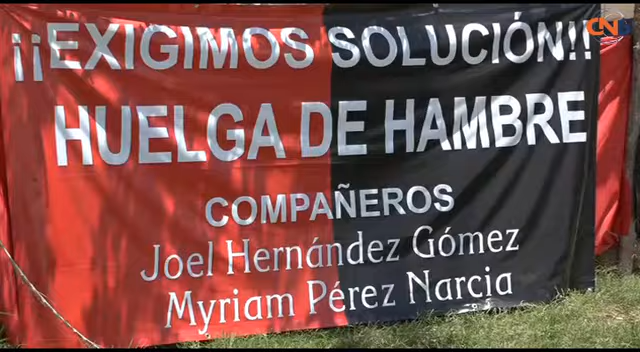 ¡¡EXIGIMOS SOLUCIÓN!!
HUELGA DE HAMBRE
COMPAÑEROS
Joel Hernández Gómez
Myriam Pérez Narcia